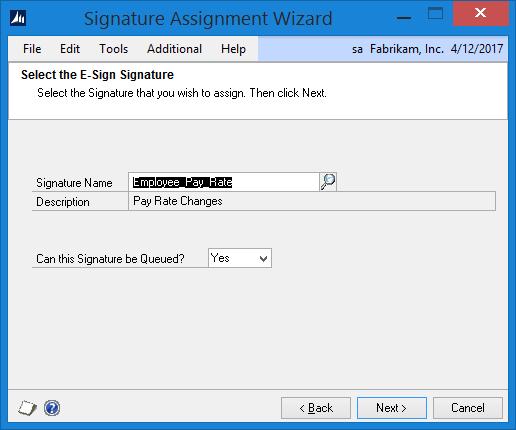 Signature Assignment Wizard
File Edit Tools Additional Help sa Fabrikam, Inc. 4/12/2017
Select the E-Sign Signature
Select the Signature that you wish to assign. Then click Next.
Signature Name Employee_Pay_Rate
Description Pay Rate Changes
Can this Signature be Queued? Yes
< Back Next > Cancel